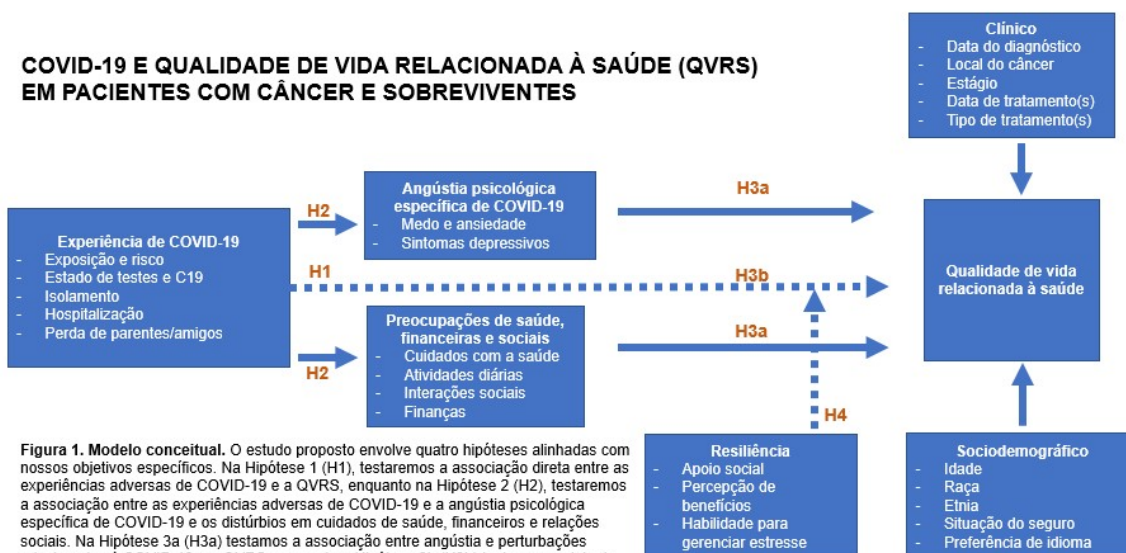 COVID-19 E QUALIDADE DE VIDA RELACIONADA À SAÚDE (QVRS)
EM PACIENTES COM CÂNCER E SOBREVIVENTES
Clínico
- Data do diagnóstico
- Local do câncer
- Estágio
- Data de tratamento(s)
- Tipo de tratamento(s)
Experiência de COVID-19
- Exposição e risco
- Estado de testes e C19
- Isolamento
- Hospitalização
- Perda de parentes/amigos
H2
H1
H2
Angústia psicológica
específica de COVID-19
- Medo e ansiedade
- Sintomas depressivos
Preocupações de saúde,
financeiras e sociais
- Cuidados com a saúde
- Atividades diárias
- Interações sociais
- Finanças
H3a
H3b
H3a
H4
Qualidade de vida
relacionada à saúde
Resiliência
- Apoio social
- Percepção de
benefícios
- Habilidade para
gerenciar estresse
Sociodemográfico
- Idade
- Raça
- Etnia
- Situação do seguro
- Preferência de idioma
Figura 1. Modelo conceitual. O estudo proposto envolve quatro hipóteses alinhadas com
nossos objetivos específicos. Na Hipótese 1 (H1), testaremos a associação direta entre as
experiências adversas de COVID-19 e a QVRS, enquanto na Hipótese 2 (H2), testaremos
a associação entre as experiências adversas de COVID-19 e a angústia psicológica
específica de COVID-19 e os distúrbios em cuidados de saúde, financeiros e relações
sociais. Na Hipótese 3a (H3a) testamos a associação entre angústia e perturbações